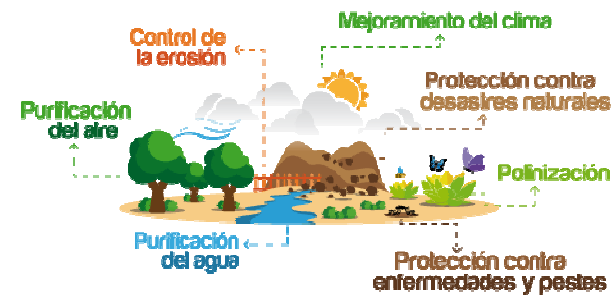 Mejoramiento del clima
Control de
la erosión
Protección contra
desastres naturales
Purificación
del aire
Polinización
Purificación
del agua
Protección contra
enfermedades y pestes